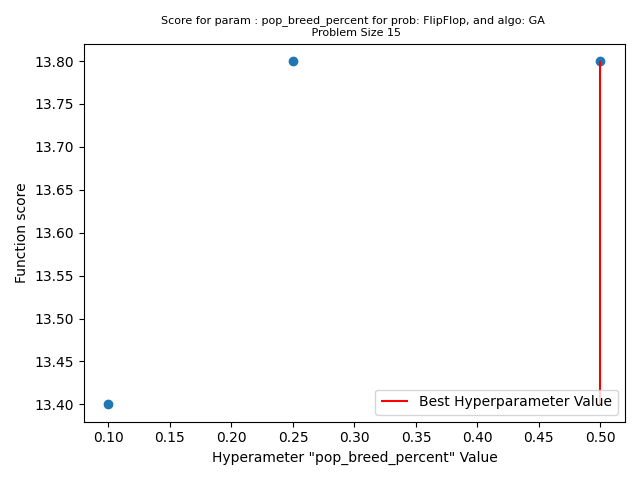 Score for param : pop_breed_percent for prob: FlipFlop, and algo: GA
Problem Size 15
13.80
13.75
13.70
13.65
13.60
13.55
13.50
13.45
13.40
Function score
Best Hyperparameter Value
0.10 0.15 0.20 0.25 0.30 0.35 0.40 0.45 0.50
Hyperameter "pop_breed_percent" Value